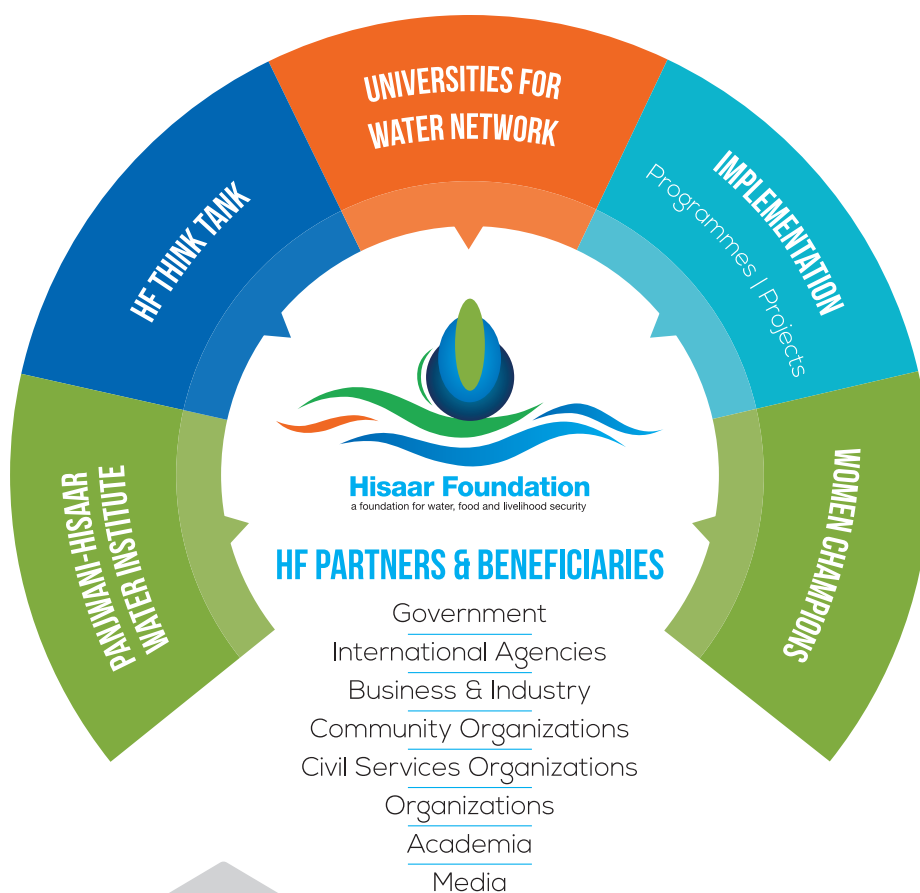 PANJWANI-HISAAR
WATER INSTITUTE
HF THINK TANK
UNIVERSITIES FOR
WATER NETWORK
IMPLEMENTATION
Programmes | Projects
WOMEN CHAMPIONS
Hisaar Foundation
a foundation for water, food and livelihood security
HF PARTNERS & BENEFICIARIES
Government
International Agencies
Business & Industry
Community Organizations
Civil Services Organizations
Organizations
Academia
Media